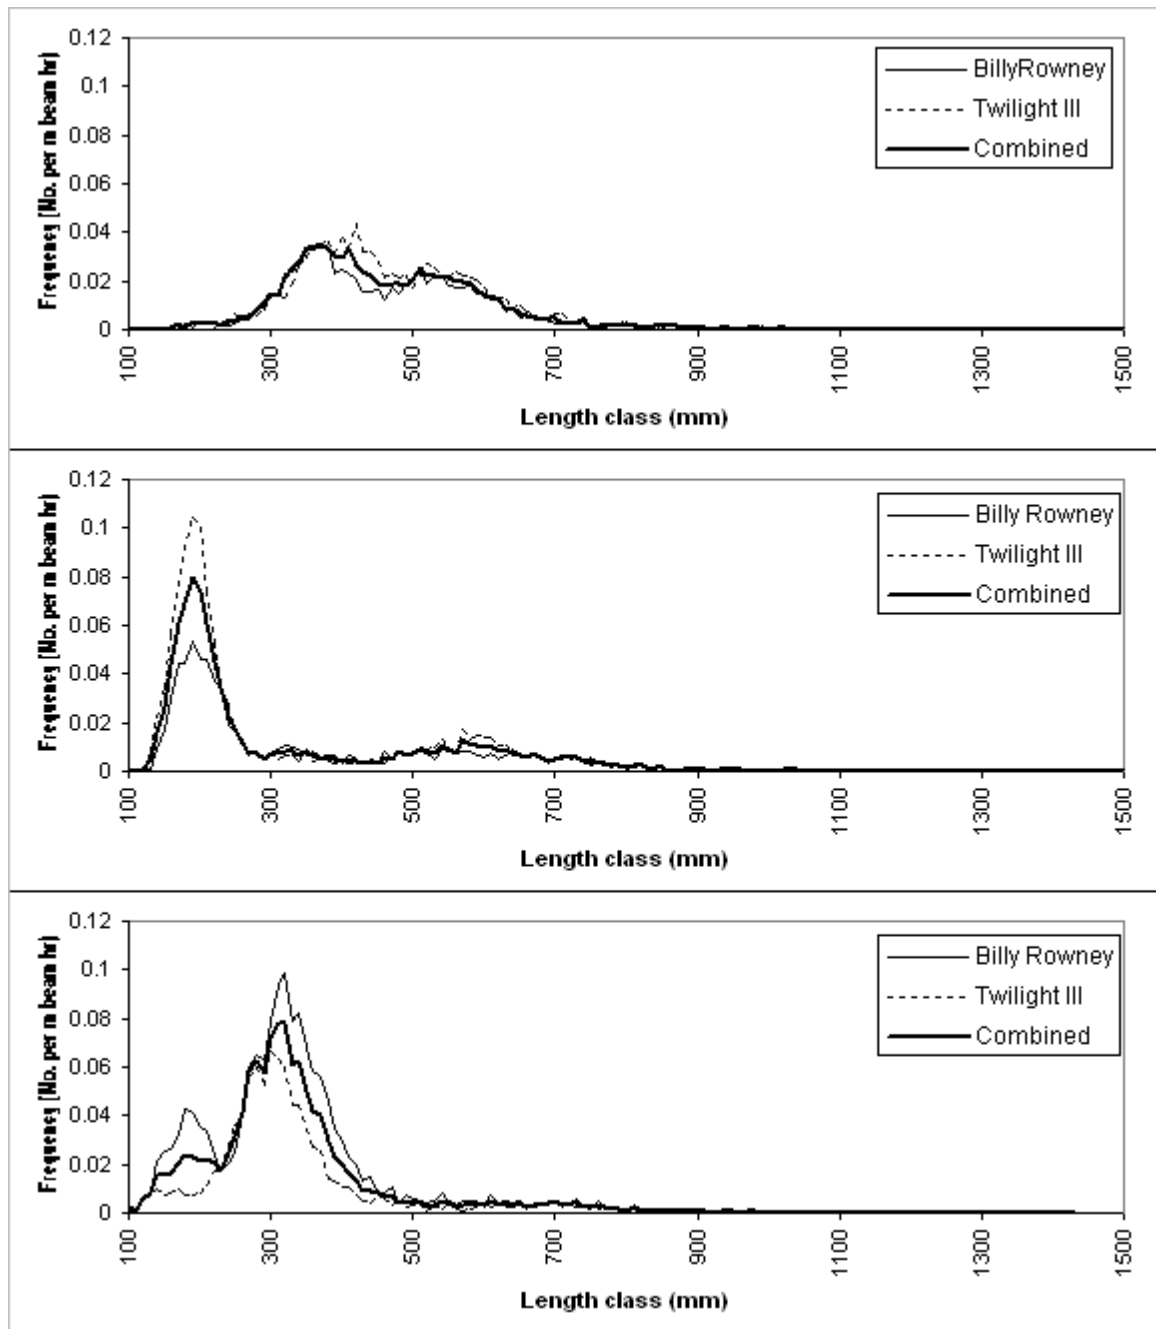 0.12
0.1
0.08
0.06
0.04
0.02
0
Frequency [No. per m beam hr)
BillyRowney
Twilight III
Combined
100 300 500 700 900 1100 1300 1500
Length class (mm)
0.12
0.1
0.08
0.06
0.04
0.02
0
Frequency [No. per m beam hr)
Billy Rowney
Twilight III
Combined
100 300 500 700 900 1100 1300 1500
Length class (mm)
0.12
0.1
0.08
0.06
0.04
0.02
0
Frequency [No. per m beam hr)
Billy Rowney
Twilight III
Combined
100 300 500 700 900 1100 1300 1500
Length class (mm)